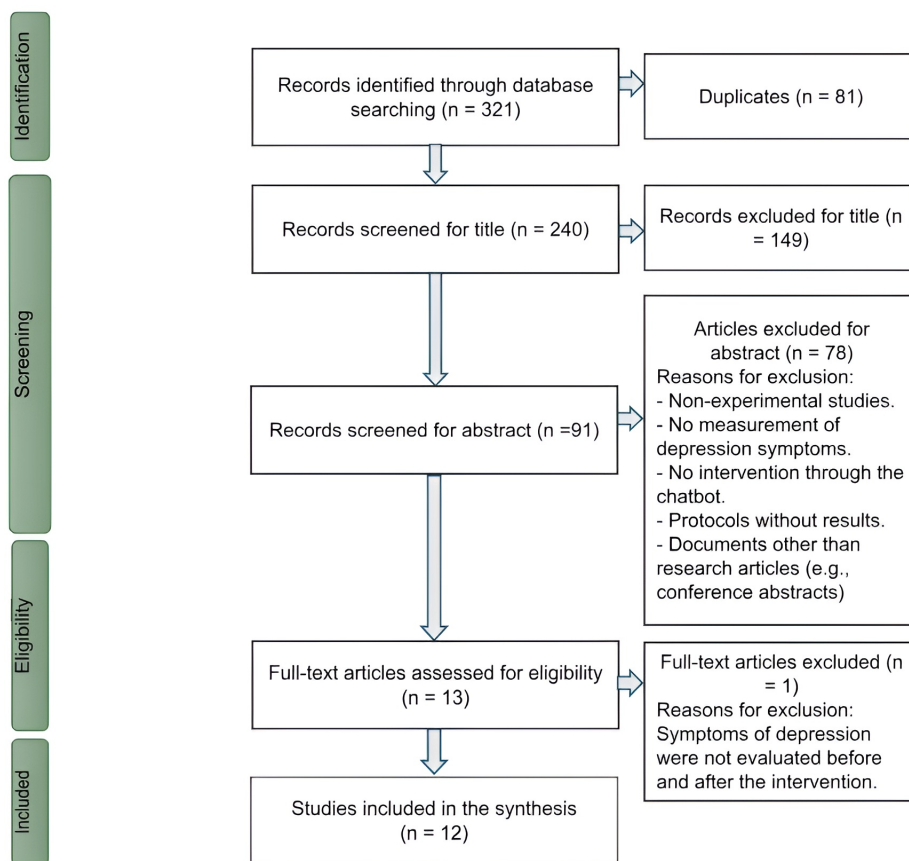 Identification
Records identified through database
searching (n = 321)
Duplicates (n = 81)
Screening
Records screened for title (n = 240)
Records excluded for title (n
= 149)
Records screened for abstract (n =91)
Articles excluded for
abstract (n = 78)
Reasons for exclusion:
- Non-experimental studies.
- No measurement of
depression symptoms.
- No intervention through the
chatbot.
- Protocols without results.
- Documents other than
research articles (e.g.,
conference abstracts)
Eligibility
Full-text articles assessed for eligibility
(n = 13)
Full-text articles excluded (n
= 1)
Reasons for exclusion:
Symptoms of depression
were not evaluated before
and after the intervention.
Included
Studies included in the synthesis
(n = 12)